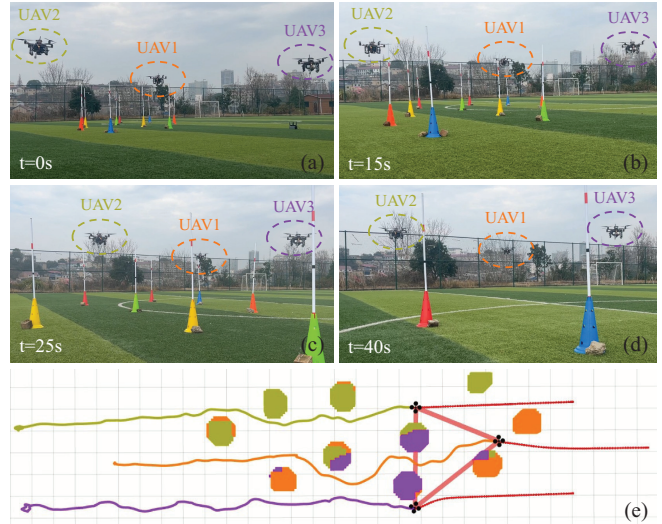 UAV2
UAV1
UAV3
t=0s
(a)
UAV2
UAV1
UAV3
t=15s
(b)
UAV2
UAV1
UAV3
t=25s
(c)
UAV2
UAV1
UAV3
t=40s
(d)
(e)